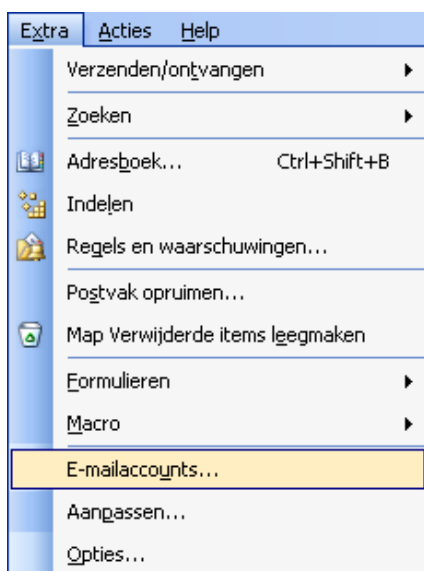 Extra Acties Help
Verzenden/ontvangen
Zoeken
Adresboek... Ctrl+Shift+B
Indelen
Regels en waarschuwingen...
Postvak opruimen...
Map Verwijderde items leegmaken
Formulieren
Macro
E-mailaccounts...
Aanpassen...
Opties...